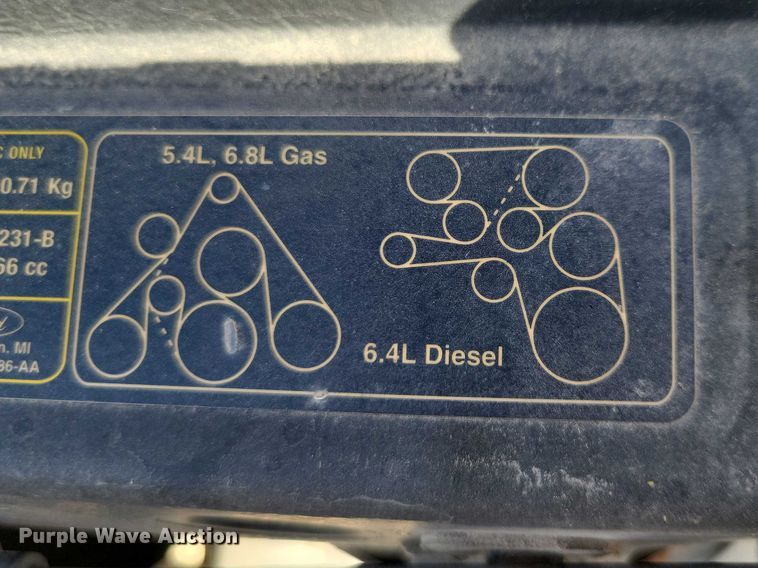 C ONLY
0.71 Kg
231-B
66 cc
n. MI
86-AA
5.4L, 6.8L Gas
6.4L Diesel
Purple Wave Auction